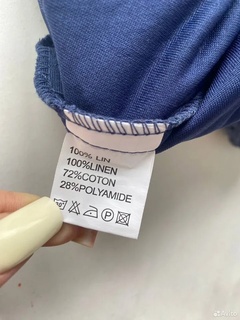 100% LIN
100%LINEN
72%COTON
28%POLYAMIDE